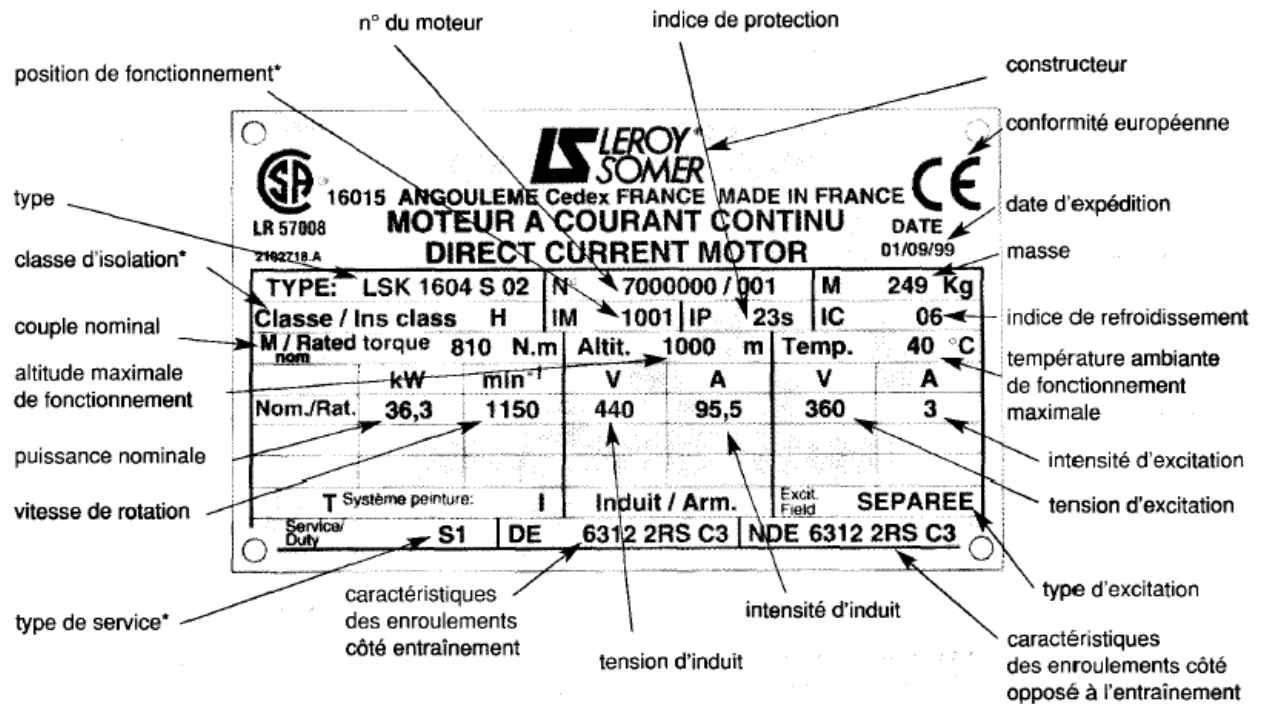 n° du moteur
indice de protection
position de fonctionnement*
constructeur
conformité européenne
type
date d'expédition
classe d'isolation*
masse
couple nominal
indice de refroidissement
altitude maximale
de fonctionnement
température ambiante
de fonctionnement
maximale
puissance nominale
intensité d'excitation
vitesse de rotation
tension d'excitation
type de service*
caractéristiques
des enroulements
côté entraînement
tension d'induit
intensité d'induit
type d'excitation
caractéristiques
des enroulements côté
opposé à l'entraînement
LS LEROY
SOMER
SA
CE
16015 ANGOULEME Cedex FRANCE MADE IN FRANCE
LR 57008
MOTEUR A COURANT CONTINU
DATE
2102718.A
DIRECT CURRENT MOTOR
01/09/99
TYPE: LSK 1604 S 02 N° 7000000 / 001 M 249 Kg
Classe / Ins class H IM 1001 IP 23s IC 06
M nom / Rated torque 810 N.m Altit. 1000 m Temp. 40 °C
kW min-1 V A V A
Nom./Rat. 36,3 1150 440 95,5 360 3
T Système peinture: I Induit / Arm. Excit. Field SEPAREE
Service/ Duty S1 DE 6312 2RS C3 NDE 6312 2RS C3